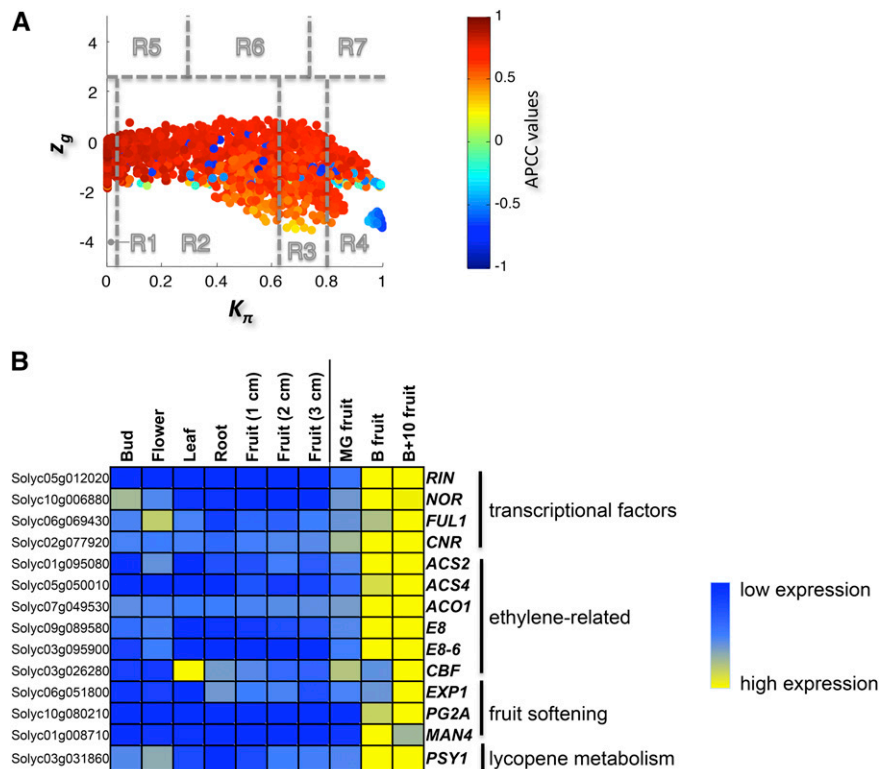 A
R5 R6 R7
4
2
0
-2
-4
z_g
R1 R2 R3 R4
0 0.2 0.4 0.6 0.8 1
K_π
1
0.5
0
-0.5
-1
APCC values
B
Bud Flower Leaf Root Fruit (1 cm) Fruit (2 cm) Fruit (3 cm) MG fruit B fruit B+10 fruit
Solyc05g012020 RIN
Solyc10g006880 NOR
Solyc06g069430 FUL1
Solyc02g077920 CNR
transcriptional factors
Solyc01g095080 ACS2
Solyc05g050010 ACS4
Solyc07g049530 ACO1
Solyc09g089580 E8
Solyc03g095900 E8-6
Solyc03g026280 CBF
ethylene-related
Solyc06g051800 EXP1
Solyc10g080210 PG2A
Solyc01g008710 MAN4
fruit softening
Solyc03g031860 PSY1 lycopene metabolism
low expression
high expression